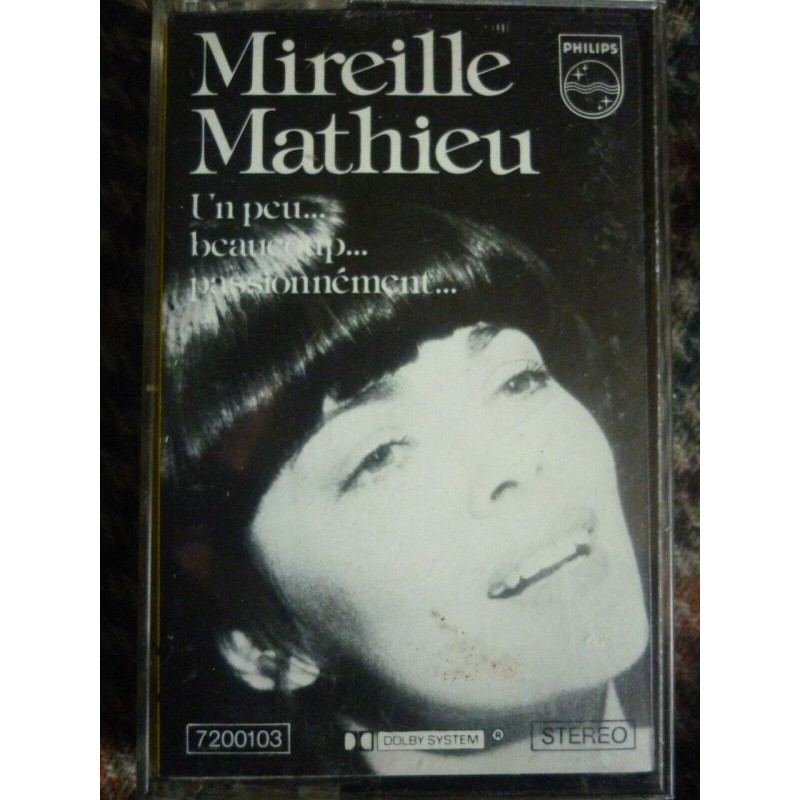 Mireille
Mathieu
PHILIPS
Un peu...
beaucoup...
passionnément...
7200103
DOLBY SYSTEM ®
STEREO